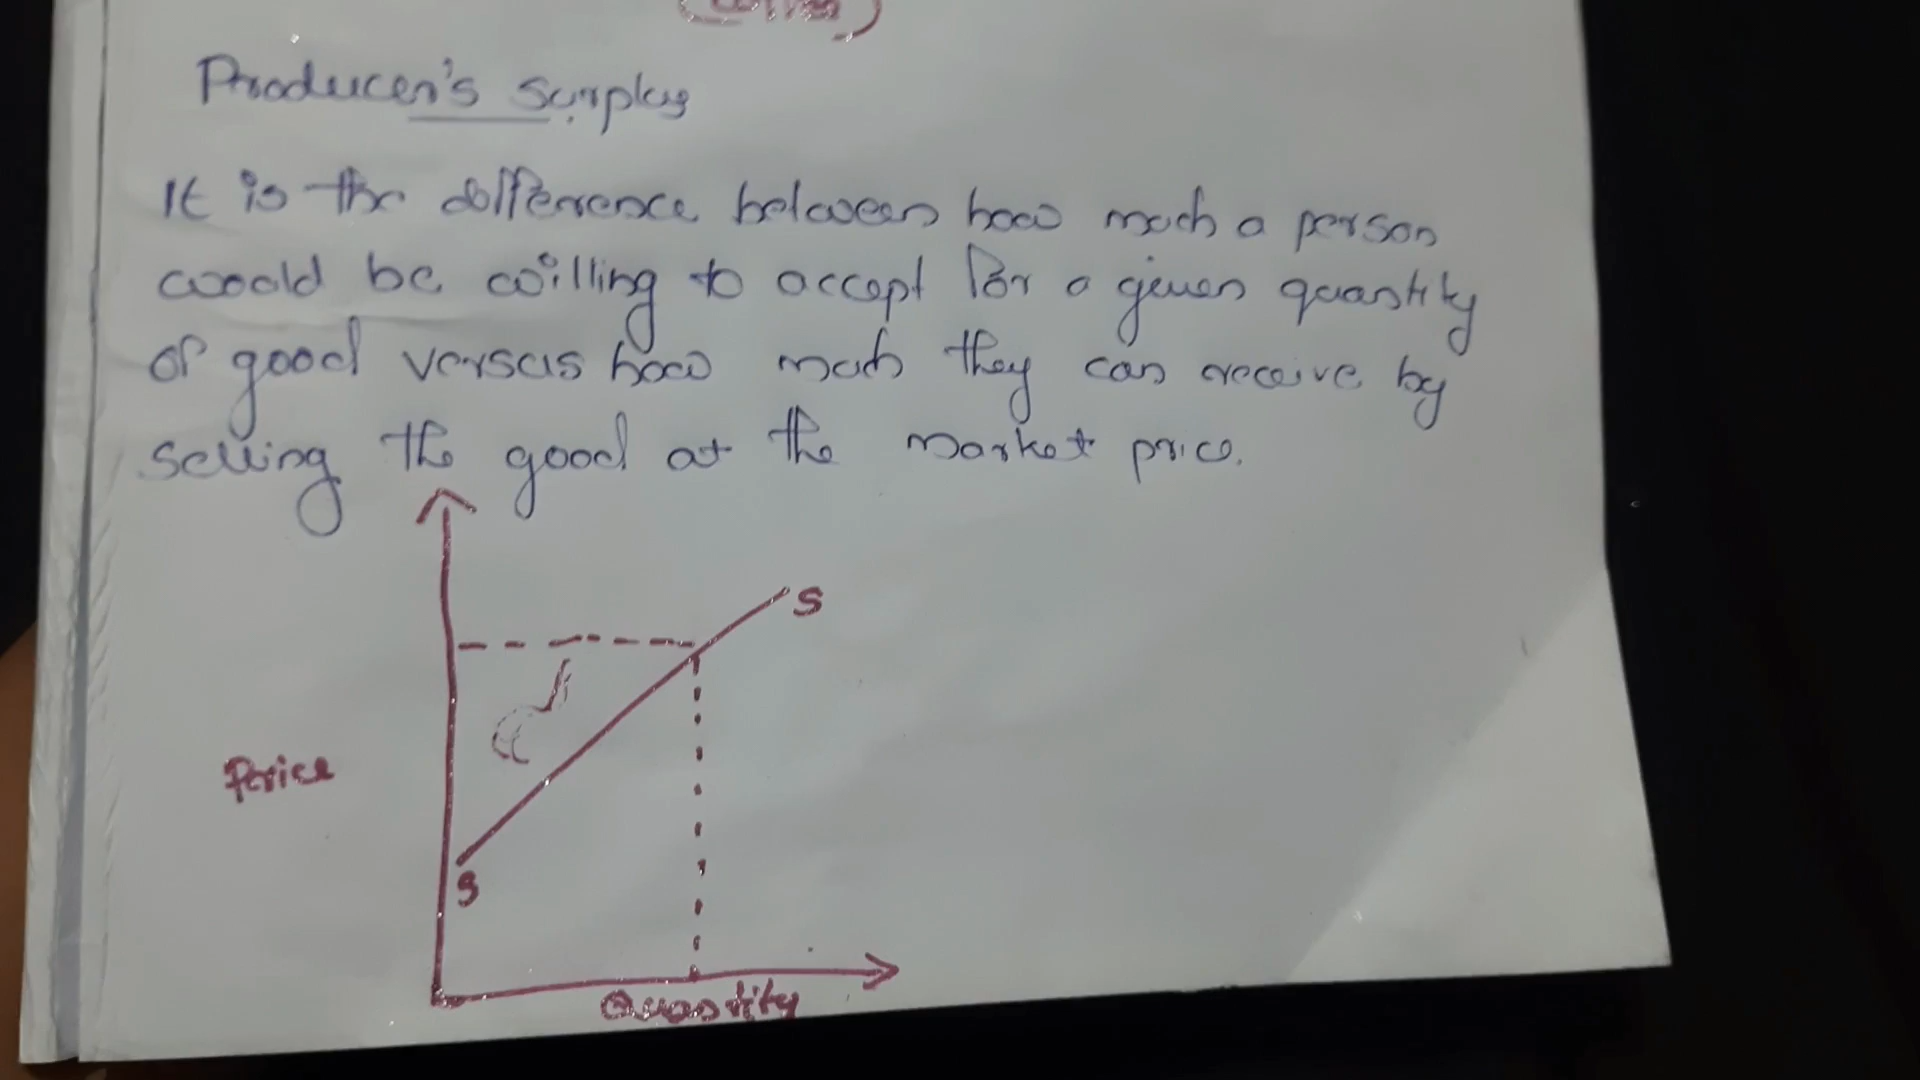 Producer's Surplus
It is the difference between how much a person
would be willing to accept for a given quantity
of good versus how much they can receive by
selling the good at the market price.
S
Price
S
Quantity